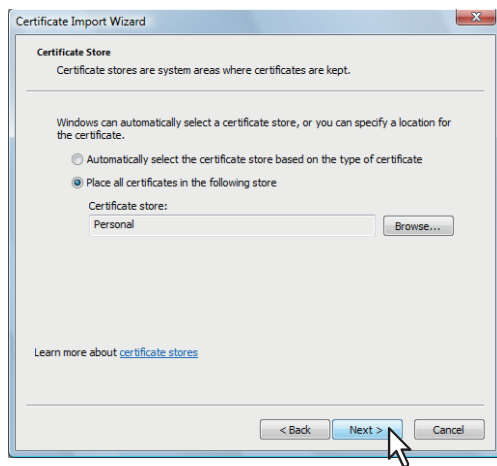 Certificate Import Wizard
Certificate Store
Certificate stores are system areas where certificates are kept.
Windows can automatically select a certificate store, or you can specify a location for
the certificate.
Automatically select the certificate store based on the type of certificate
Place all certificates in the following store
Certificate store:
Personal
Browse...
Learn more about certificate stores
< Back
Next >
Cancel